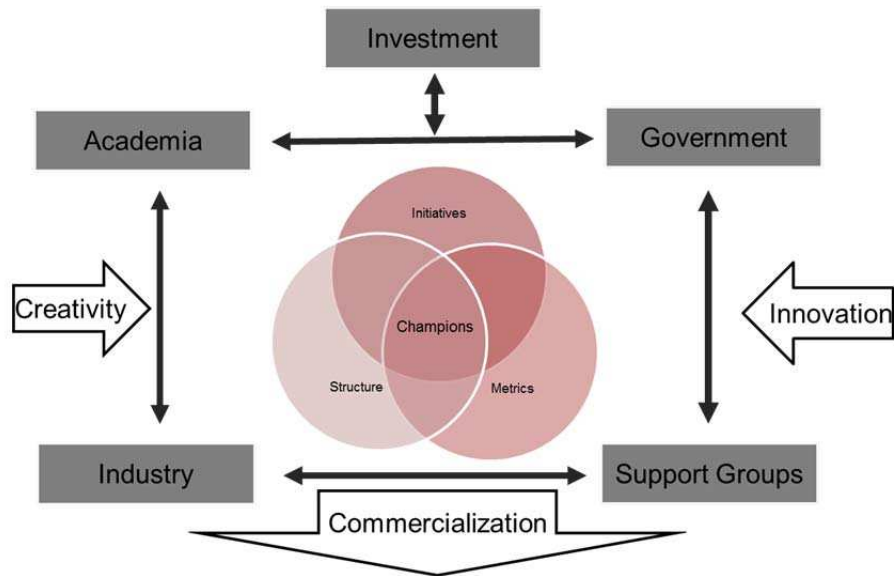 Investment
Academia
Government
Initiatives
Creativity
Innovation
Champions
Structure
Metrics
Industry
Support Groups
Commercialization